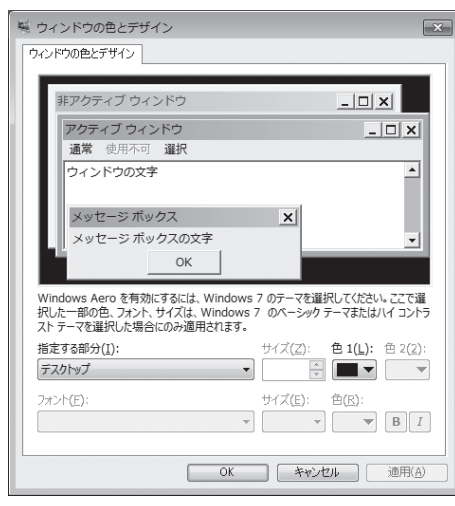 ウィンドウの色とデザイン
ウィンドウの色とデザイン
非アクティブ ウィンドウ
アクティブ ウィンドウ
通常 使用不可 選択
ウィンドウの文字
メッセージ ボックス
メッセージ ボックスの文字
OK
Windows Aero を有効にするには、Windows 7 のテーマを選択してください。ここで選
択した一部の色、フォント、サイズは、Windows 7 のベーシック テーマまたはハイ コントラ
スト テーマを選択した場合にのみ適用されます。
指定する部分(I): サイズ(Z): 色 1(L): 色 2(2):
デスクトップ
フォント(F): サイズ(E): 色(R):
B I
OK キャンセル 適用(A)